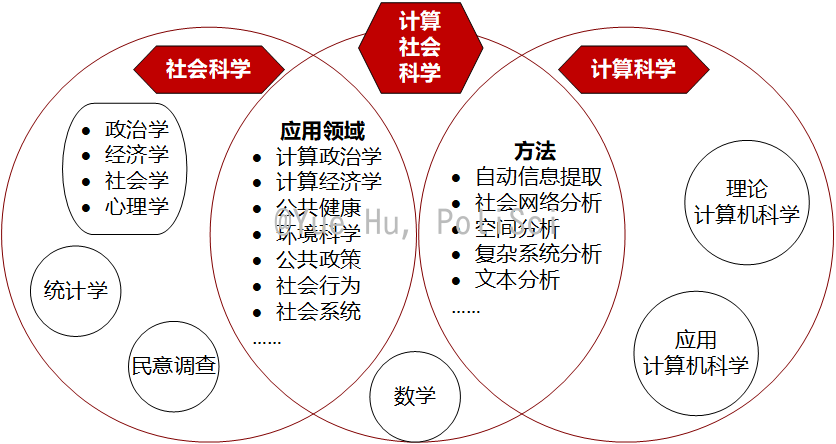 计算
社会
科学
社会科学
计算科学
• 政治学
• 经济学
• 社会学
• 心理学
统计学
民意调查
应用领域
• 计算政治学
• 计算经济学
• 公共健康
• 环境科学
• 公共政策
• 社会行为
• 社会系统
……
@Yue Hu, PoliSci
方法
• 自动信息提取
• 社会网络分析
• 空间分析
• 复杂系统分析
• 文本分析
……
数学
理论
计算机科学
应用
计算机科学